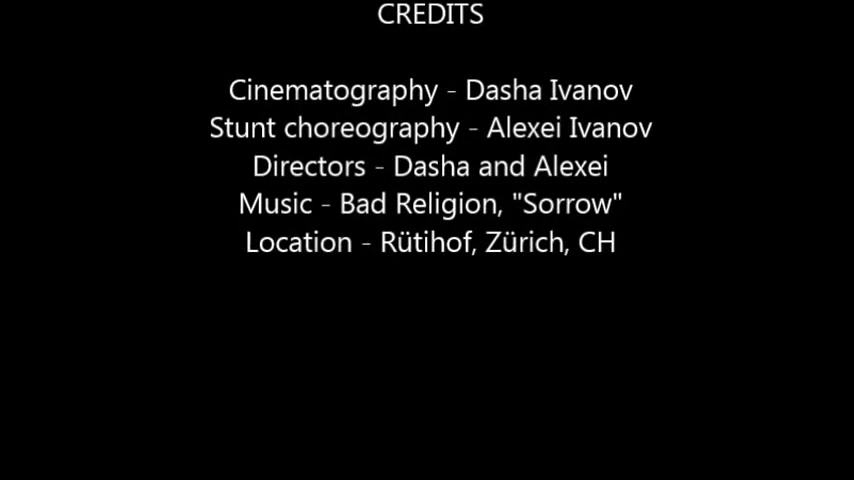 CREDITS
Cinematography - Dasha Ivanov
Stunt choreography - Alexei Ivanov
Directors - Dasha and Alexei
Music - Bad Religion, "Sorrow"
Location - Rütihof, Zürich, CH